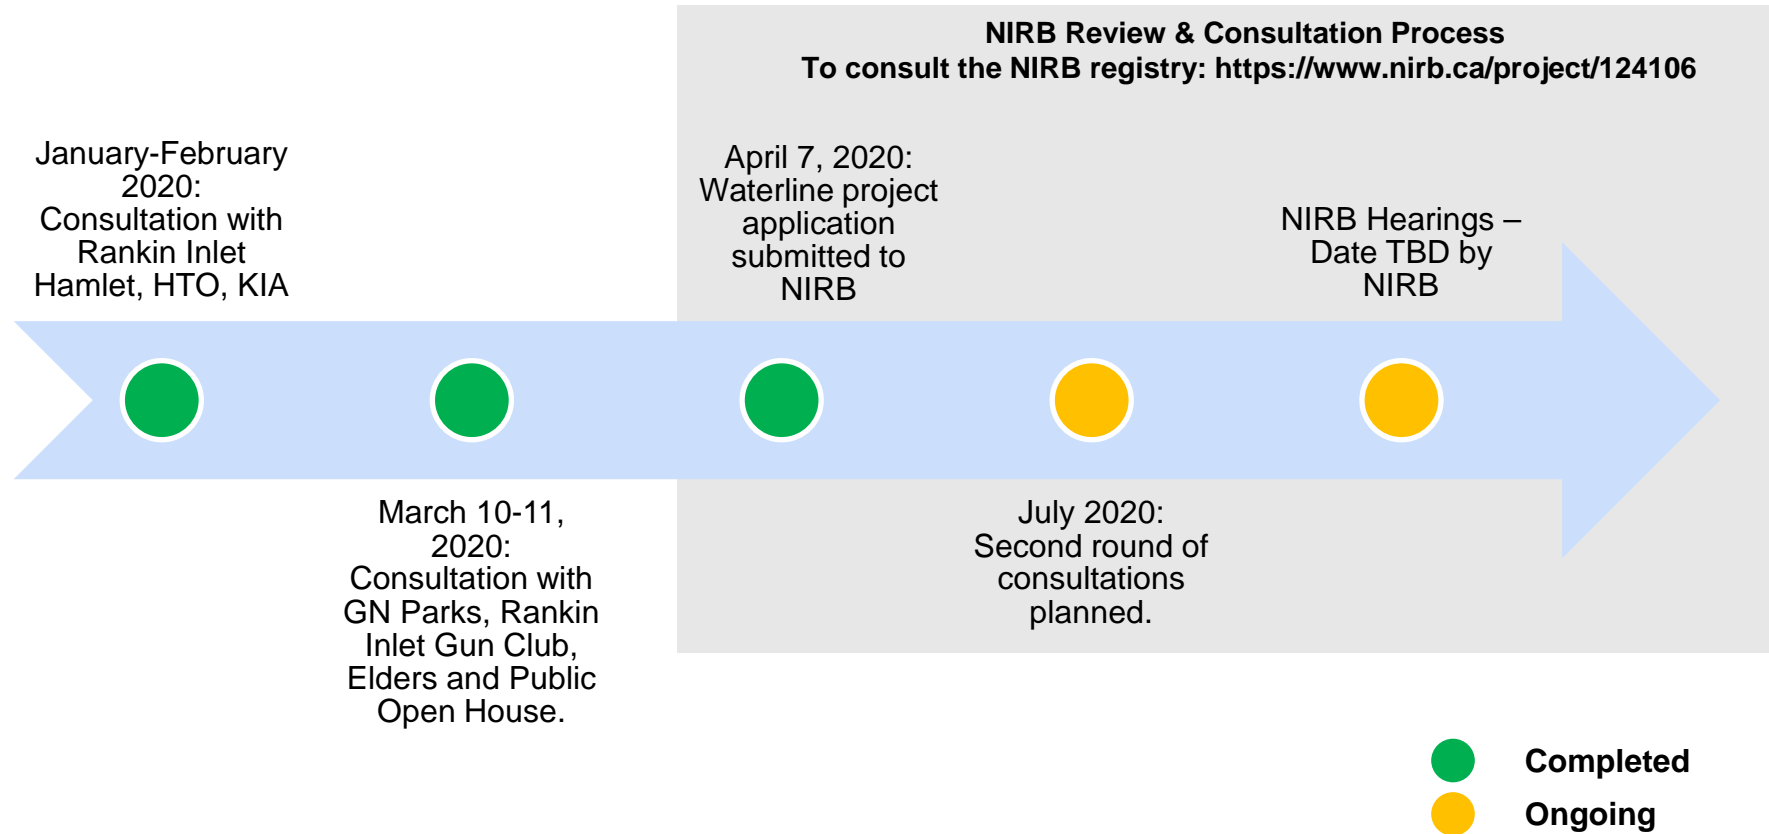 NIRB Review & Consultation Process
To consult the NIRB registry: https://www.nirb.ca/project/124106
January-February
2020:
Consultation with
Rankin Inlet
Hamlet, HTO, KIA
April 7, 2020:
Waterline project
application
submitted to
NIRB
NIRB Hearings –
Date TBD by
NIRB
March 10-11,
2020:
Consultation with
GN Parks, Rankin
Inlet Gun Club,
Elders and Public
Open House.
July 2020:
Second round of
consultations
planned.
Completed
Ongoing